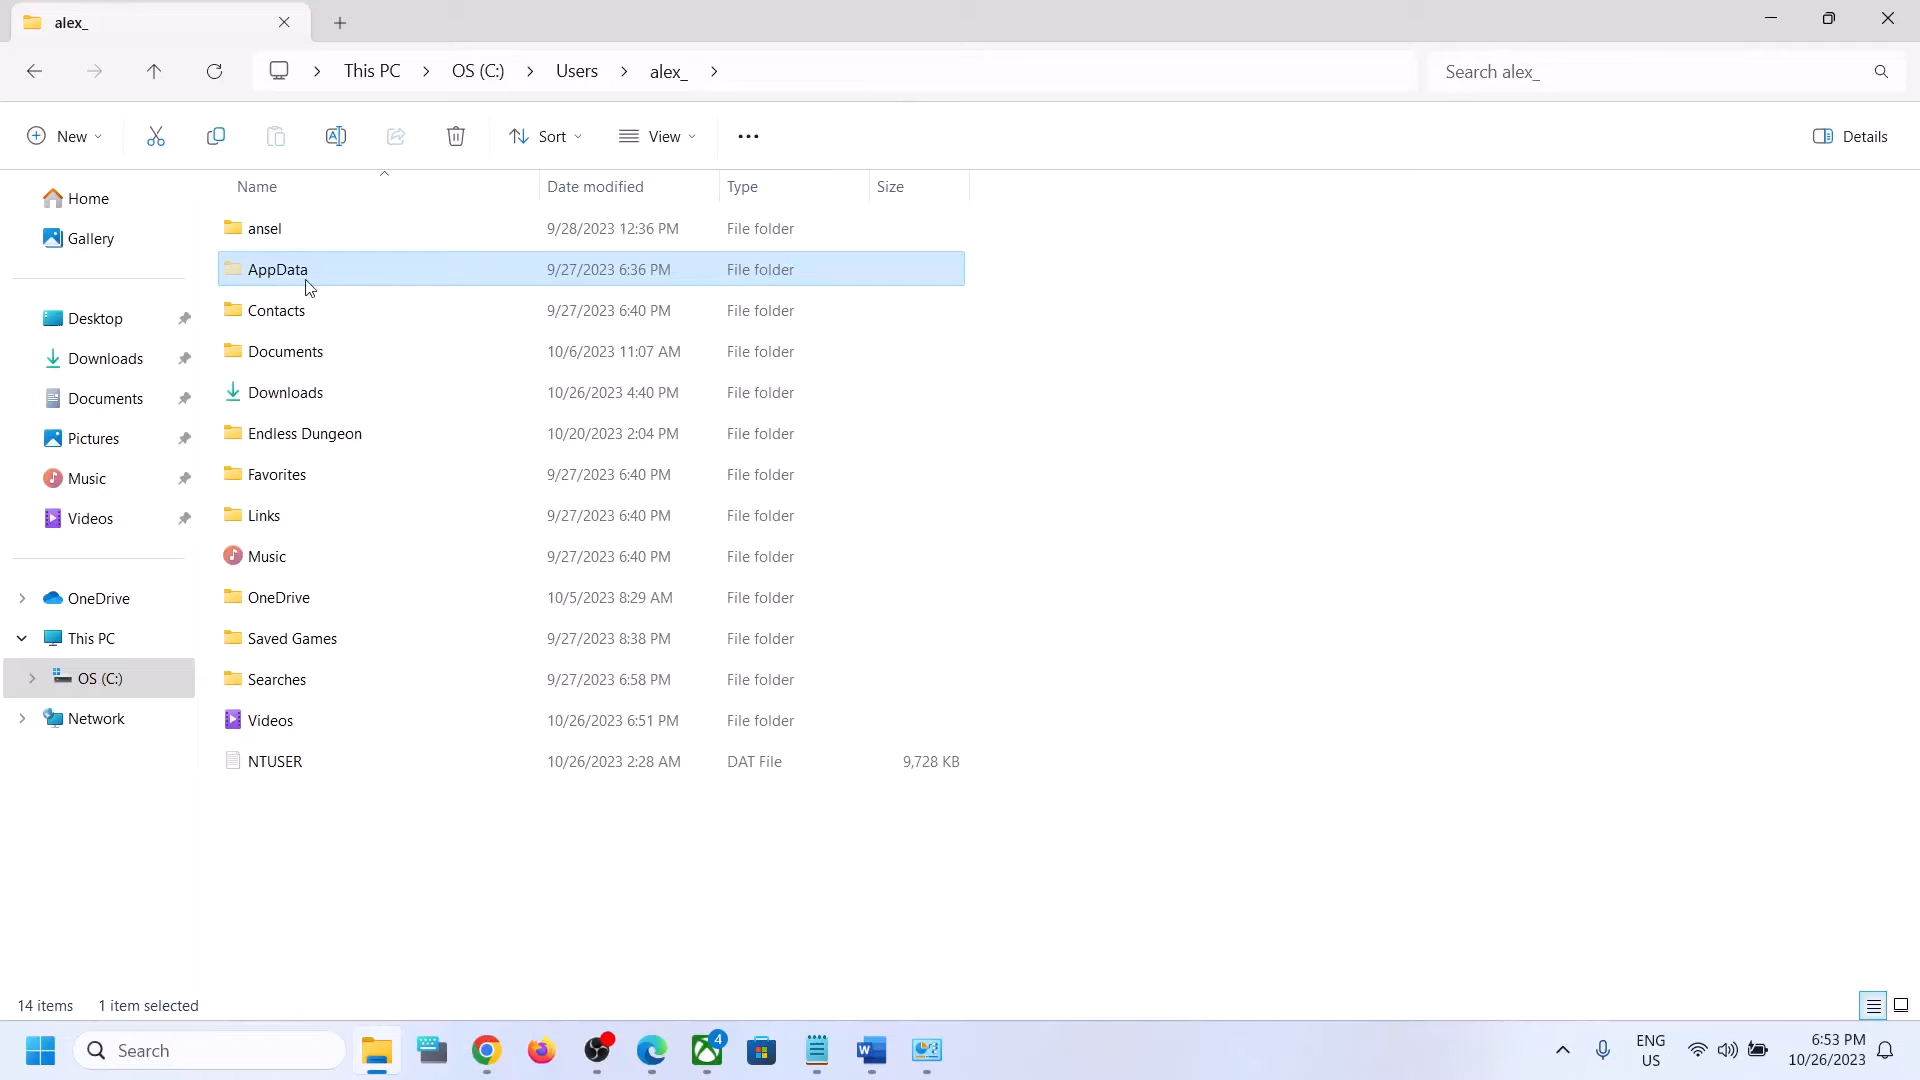 alex_
This PC
OS (C:)
Users
alex_
Search alex_
New
Sort
View
Details
Name
Date modified
Type
Size
Home
Gallery
Desktop
Downloads
Documents
Pictures
Music
Videos
OneDrive
This PC
OS (C:)
Network
ansel 9/28/2023 12:36 PM File folder
AppData 9/27/2023 6:36 PM File folder
Contacts 9/27/2023 6:40 PM File folder
Documents 10/6/2023 11:07 AM File folder
Downloads 10/26/2023 4:40 PM File folder
Endless Dungeon 10/20/2023 2:04 PM File folder
Favorites 9/27/2023 6:40 PM File folder
Links 9/27/2023 6:40 PM File folder
Music 9/27/2023 6:40 PM File folder
OneDrive 10/5/2023 8:29 AM File folder
Saved Games 9/27/2023 8:38 PM File folder
Searches 9/27/2023 6:58 PM File folder
Videos 10/26/2023 6:51 PM File folder
NTUSER 10/26/2023 2:28 AM DAT File 9,728 KB
14 items
1 item selected
Search
4
ENG
US
6:53 PM
10/26/2023